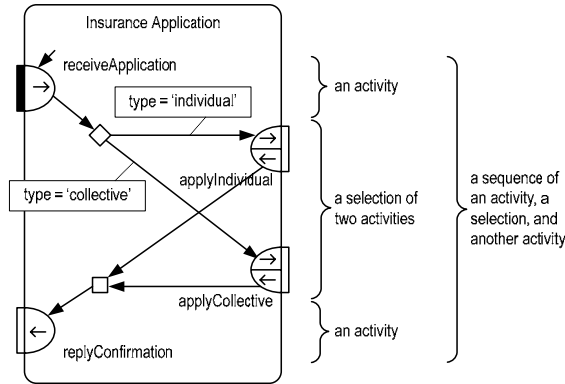 Insurance Application
receiveApplication
type = ‘individual’
an activity
applyIndividual
type = ‘collective’
a selection of
two activities
a sequence of
an activity, a
selection, and
another activity
applyCollective
an activity
replyConfirmation